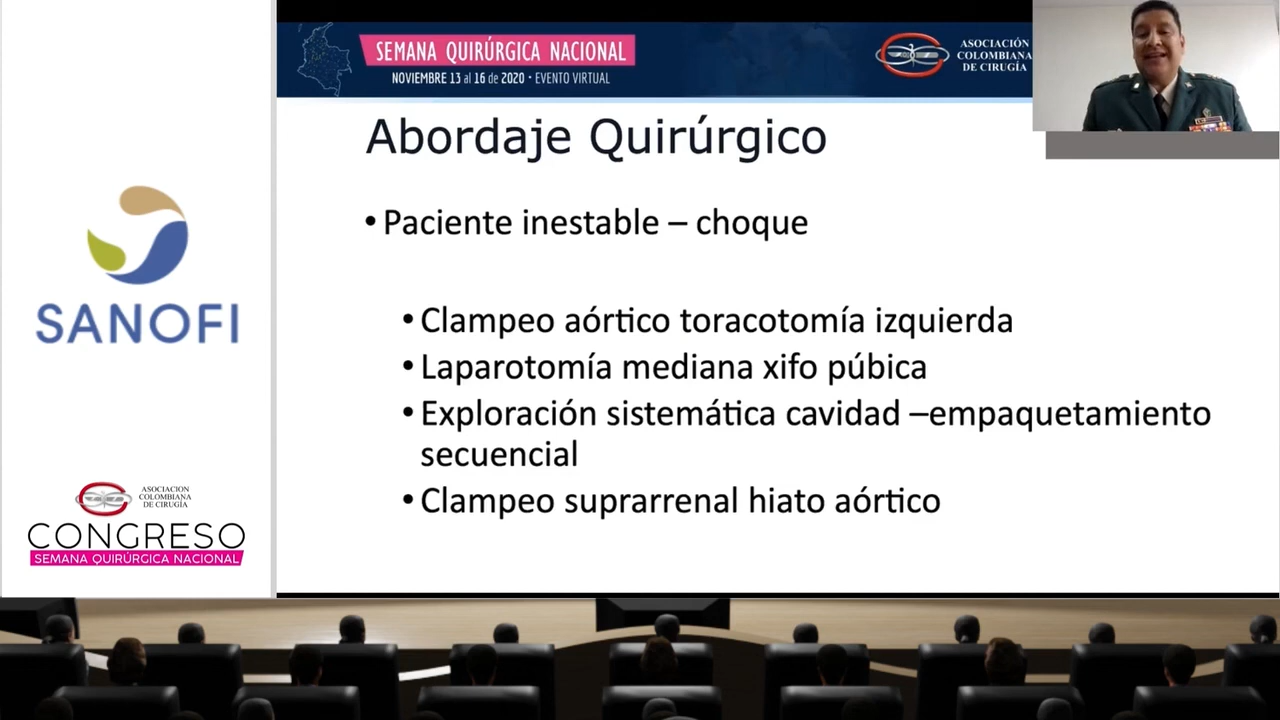 SEMANA QUIRÚRGICA NACIONAL
NOVIEMBRE 13 al 16 de 2020 • EVENTO VIRTUAL
ASOCIACIÓN
COLOMBIANA
DE CIRUGÍA
Abordaje Quirúrgico
• Paciente inestable – choque
• Clampeo aórtico toracotomía izquierda
• Laparotomía mediana xifo púbica
• Exploración sistemática cavidad –empaquetamiento
secuencial
• Clampeo suprarrenal hiato aórtico
SANOFI
ASOCIACION
COLOMBIANA
DE CIRUGÍA
CONGRESO
SEMANA QUIRÚRGICA NACIONAL